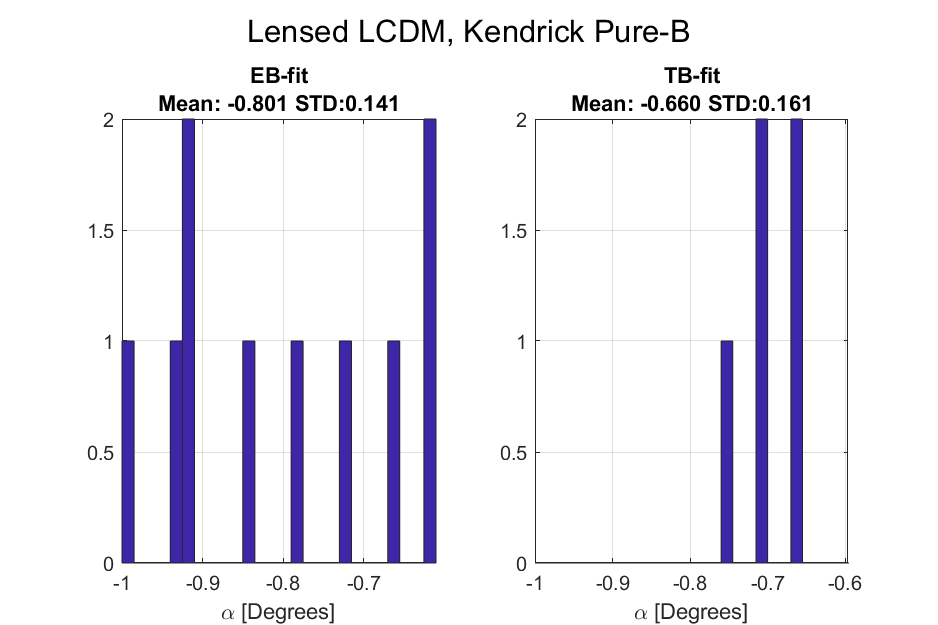 Lensed LCDM, Kendrick Pure-B
EB-fit
Mean: -0.801 STD:0.141
2
1.5
1
0.5
0
-1
-0.9
-0.8
-0.7
α [Degrees]
TB-fit
Mean: -0.660 STD:0.161
2
1.5
1
0.5
0
-1
-0.9
-0.8
-0.7
-0.6
α [Degrees]